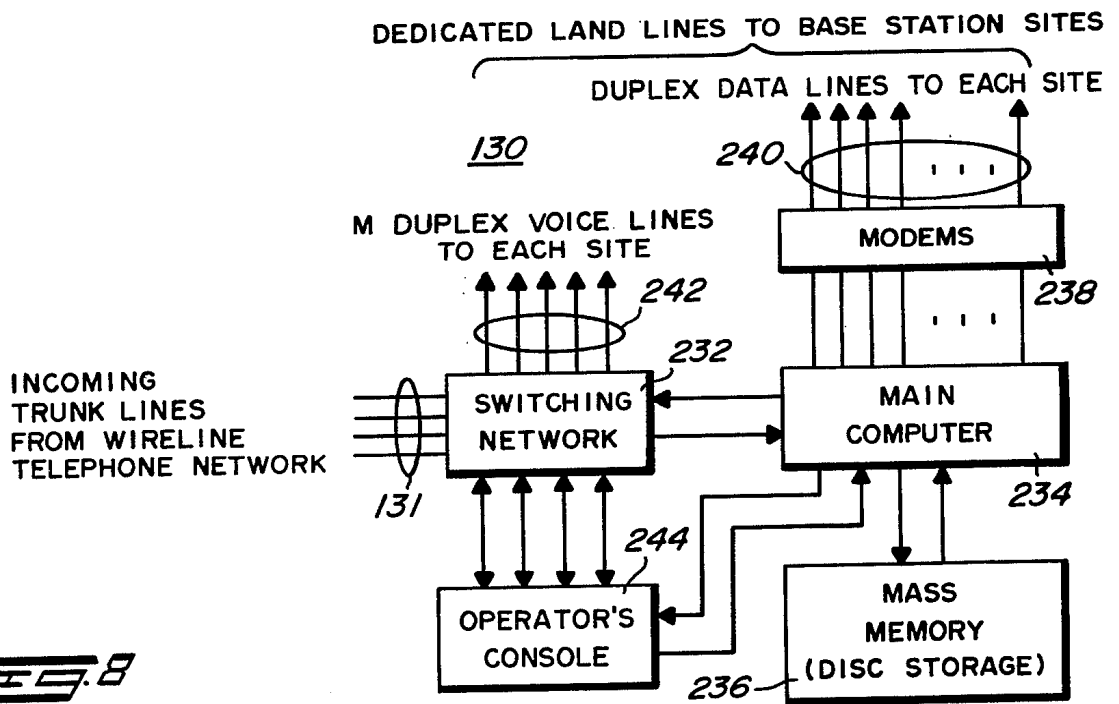 DEDICATED LAND LINES TO BASE STATION SITES
DUPLEX DATA LINES TO EACH SITE
130
240
M DUPLEX VOICE LINES
TO EACH SITE
MODEMS
238
242
232
INCOMING
TRUNK LINES
FROM WIRELINE
TELEPHONE NETWORK
131
SWITCHING
NETWORK
MAIN
COMPUTER
234
244
OPERATOR'S
CONSOLE
MASS
MEMORY
(DISC STORAGE)
236
FIG. 8